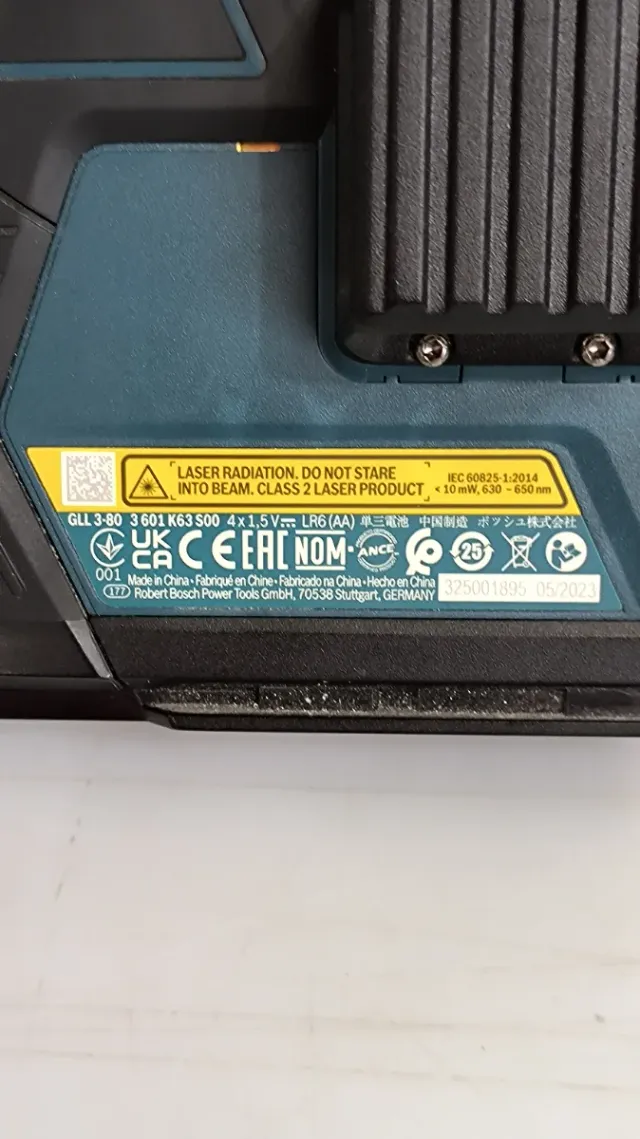 LASER RADIATION. DO NOT STARE
INTO BEAM. CLASS 2 LASER PRODUCT
IEC 60825-1:2014
< 10 mW, 630 – 650 nm
GLL 3-80 3 601 K63 S00 4 x 1,5 V LR6 (AA) 単三電池 中国制造 ボッシュ株式会社
UK
CA CE EAC NOM ANCE 25
001
177
Made in China · Fabriqué en Chine · Fabricado na China · Hecho en China
Robert Bosch Power Tools GmbH, 70538 Stuttgart, GERMANY
325001895 05/2023